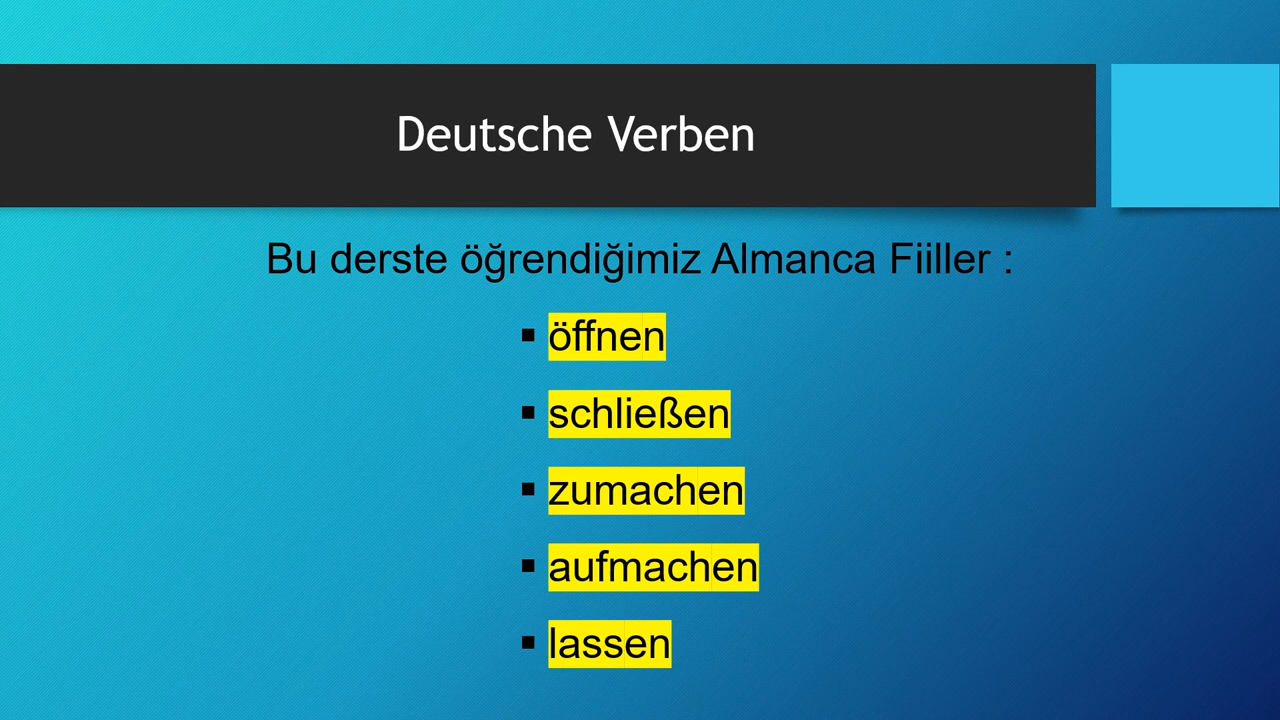 Deutsche Verben
Bu derste öğrendiğimiz Almanca Fiiller :
▪ öffnen
▪ schließen
▪ zumachen
▪ aufmachen
▪ lassen